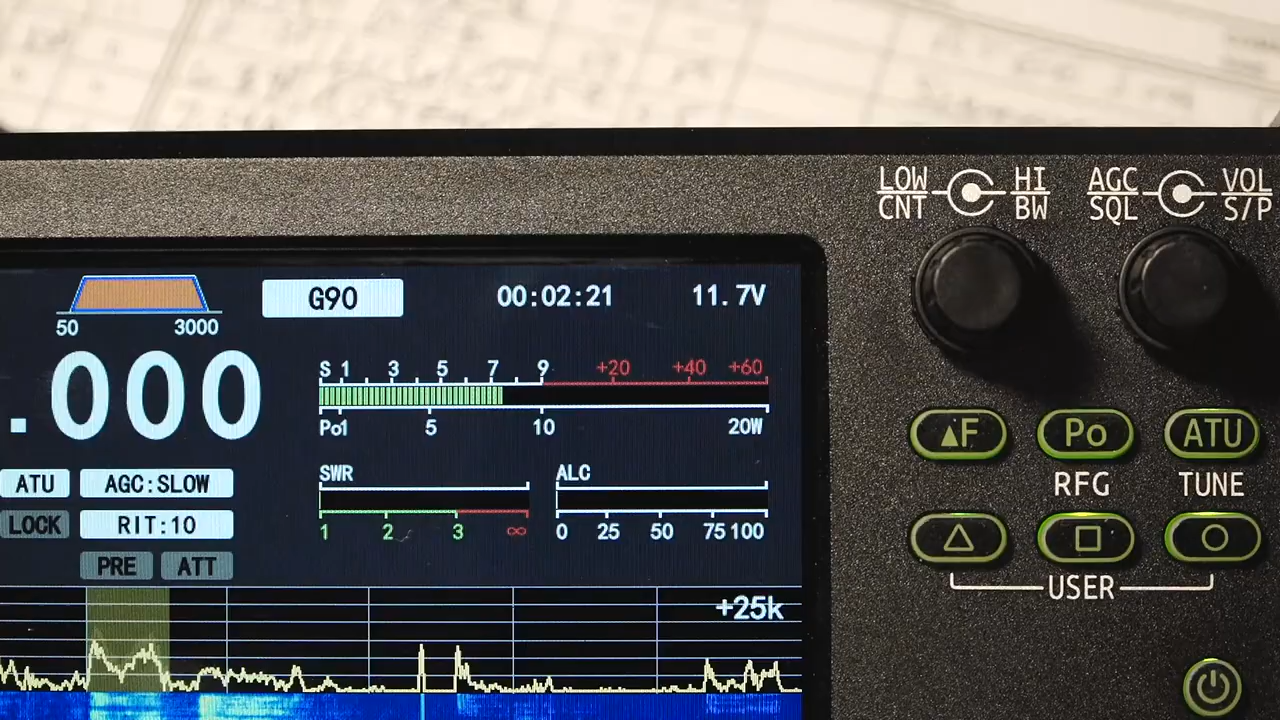 LOW HI AGC VOL
CNT BW SQL S/P
G90 00:02:21 11.7V
50 3000
.000
S 1 3 5 7 9 +20 +40 +60
Po1 5 10 20W
▲F Po ATU
SWR ALC
ATU AGC:SLOW
RFG TUNE
LOCK RIT:10
1 2 3 ∞ 0 25 50 75 100
PRE ATT
USER
+25k